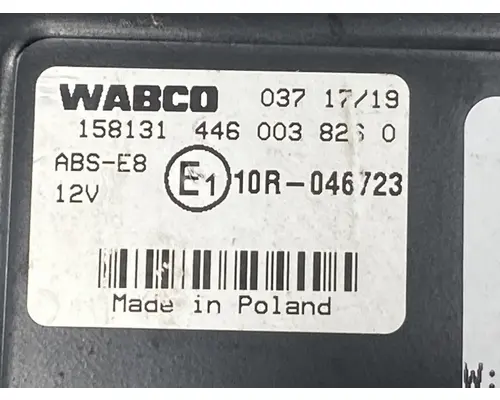 WABCO 037 17/19
158131 446 003 826 0
ABS-E8
12V
E1 10R-046723
Made in Poland
W: